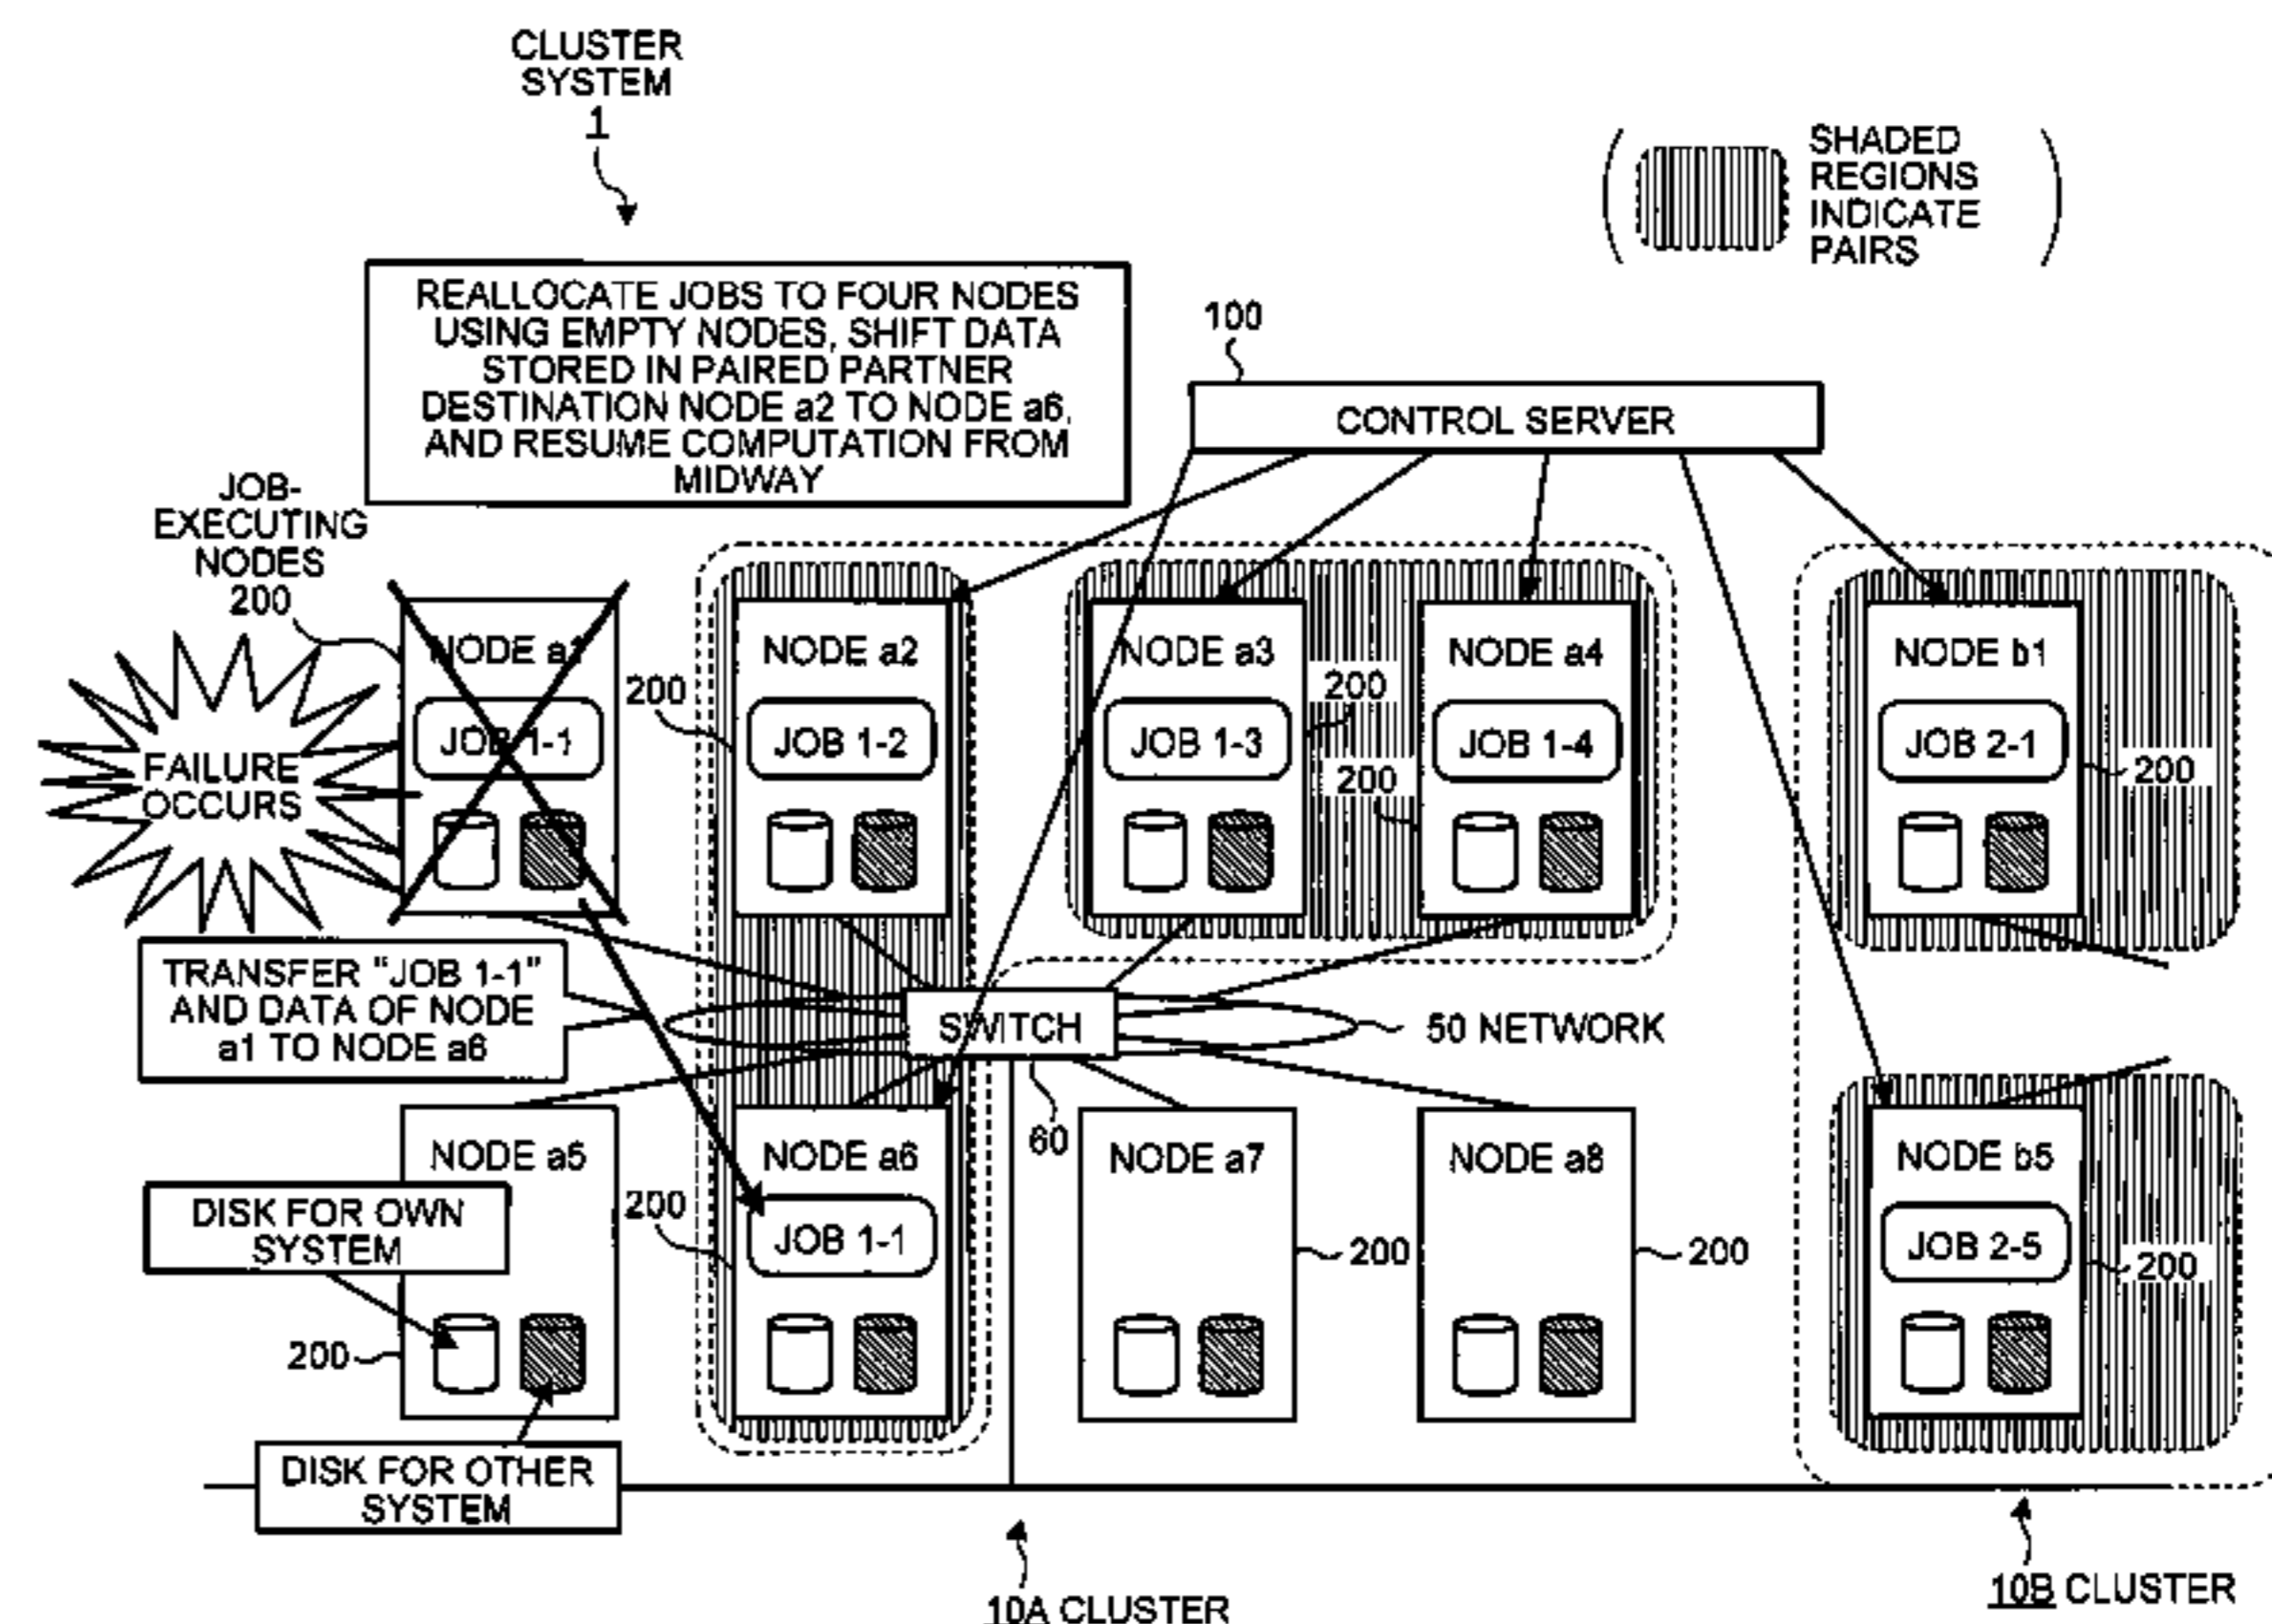 CLUSTER
SYSTEM
1
SHADED
REGIONS
INDICATE
PAIRS
REALLOCATE JOBS TO FOUR NODES
USING EMPTY NODES, SHIFT DATA
STORED IN PAIRED PARTNER
DESTINATION NODE a2 TO NODE a6,
AND RESUME COMPUTATION FROM
MIDWAY
100
CONTROL SERVER
JOB-
EXECUTING
NODES
200
NODE a1
JOB 1-1
FAILURE
OCCURS
200
NODE a2
JOB 1-2
NODE a3
JOB 1-3
200
200
NODE a4
JOB 1-4
NODE b1
JOB 2-1
200
TRANSFER "JOB 1-1"
AND DATA OF NODE
a1 TO NODE a6
SWITCH
50 NETWORK
60
NODE a5
DISK FOR OWN
SYSTEM
200
DISK FOR OTHER
SYSTEM
200
NODE a6
JOB 1-1
NODE a7
200
NODE a8
200
NODE b5
JOB 2-5
200
10A CLUSTER
10B CLUSTER